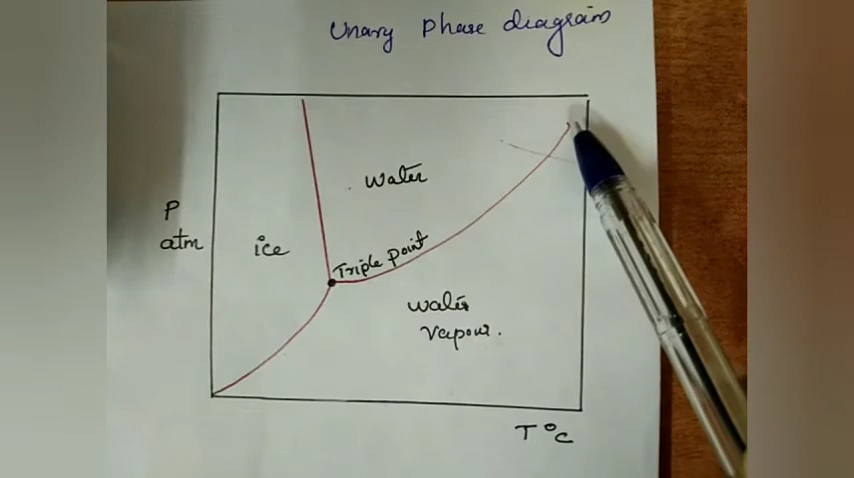 Unary Phase diagram
P
atm
ice
water
Triple point
water
vapour.
T °C